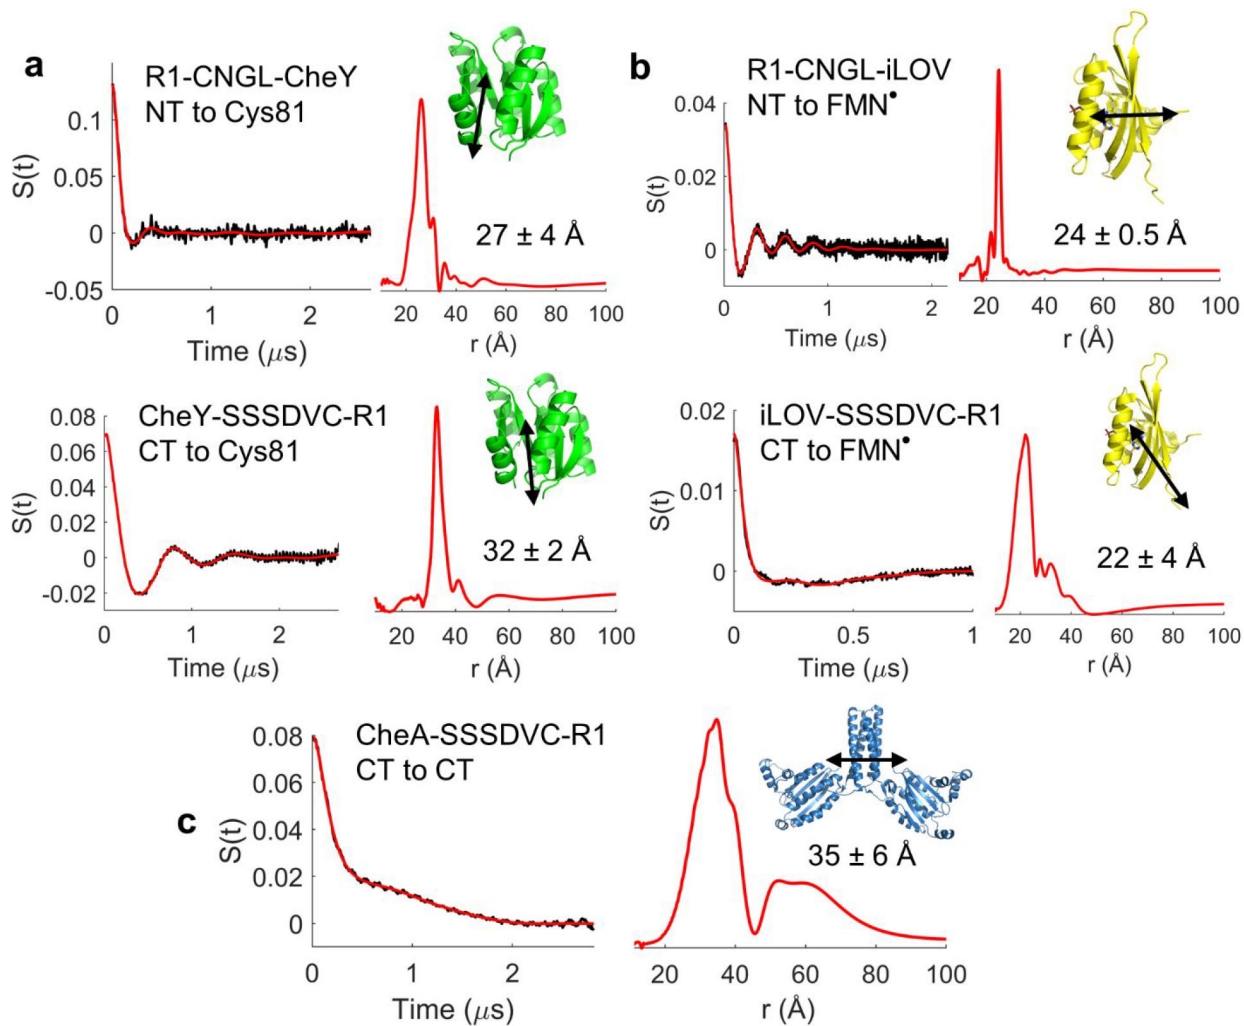 a
R1-CNGL-CheY
NT to Cys81
S(t)
0.1
0.05
0
-0.05
0 1 2
Time (μs)
27 ± 4 Å
20 40 60 80 100
r (Å)
b
R1-CNGL-iLOV
NT to FMN•
S(t)
0.04
0.02
0
0 0.5 1 1.5 2
Time (μs)
24 ± 0.5 Å
20 40 60 80 100
r (Å)
CheY-SSSDVC-R1
CT to Cys81
S(t)
0.08
0.06
0.04
0.02
0
-0.02
0 1 2
Time (μs)
32 ± 2 Å
20 40 60 80 100
r (Å)
iLOV-SSSDVC-R1
CT to FMN•
S(t)
0.02
0.01
0
0 0.5 1
Time (μs)
22 ± 4 Å
20 40 60 80 100
r (Å)
c
CheA-SSSDVC-R1
CT to CT
S(t)
0.08
0.06
0.04
0.02
0
0 1 2
Time (μs)
35 ± 6 Å
20 40 60 80 100
r (Å)